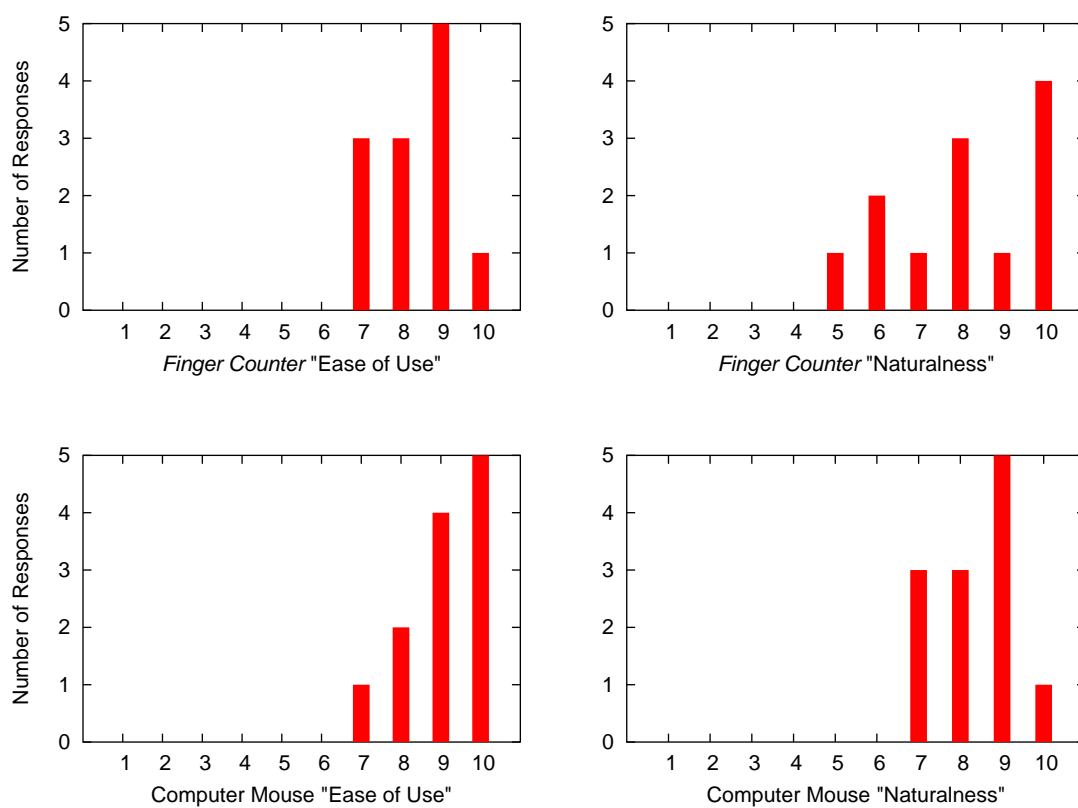 5
4
3
2
1
0
Number of Responses
1 2 3 4 5 6 7 8 9 10
Finger Counter "Ease of Use"
5
4
3
2
1
0
1 2 3 4 5 6 7 8 9 10
Finger Counter "Naturalness"
5
4
3
2
1
0
Number of Responses
1 2 3 4 5 6 7 8 9 10
Computer Mouse "Ease of Use"
5
4
3
2
1
0
1 2 3 4 5 6 7 8 9 10
Computer Mouse "Naturalness"